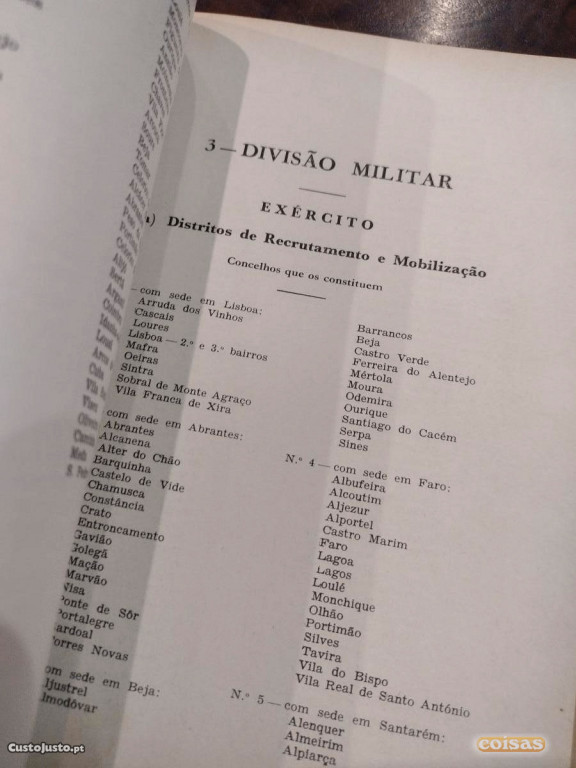 3 — DIVISÃO MILITAR
EXÉRCITO
) Distritos de Recrutamento e Mobilização
Concelhos que os constituem
— com sede em Lisboa:
Arruda dos Vinhos
Cascais
Loures
Lisboa — 2.º e 3.º bairros
Mafra
Oeiras
Sintra
Sobral de Monte Agraço
Vila Franca de Xira
com sede em Abrantes:
Abrantes
Alcanena
Alter do Chão
Barquinha
Castelo de Vide
Chamusca
Constância
Crato
Entroncamento
Gavião
Golegã
Mação
Marvão
Nisa
Ponte de Sôr
Portalegre
ardoal
orres Novas
om sede em Beja:
ljustrel
lmodôvar
Barrancos
Beja
Castro Verde
Ferreira do Alentejo
Mértola
Moura
Odemira
Ourique
Santiago do Cacém
Serpa
Sines
N.º 4 — com sede em Faro:
Albufeira
Alcoutim
Aljezur
Alportel
Castro Marim
Faro
Lagoa
Lagos
Loulé
Monchique
Olhão
Portimão
Silves
Tavira
Vila do Bispo
Vila Real de Santo António
N.º 5 — com sede em Santarém:
Alenquer
Almeirim
Alpiarça
CustoJusto.pt
coisas